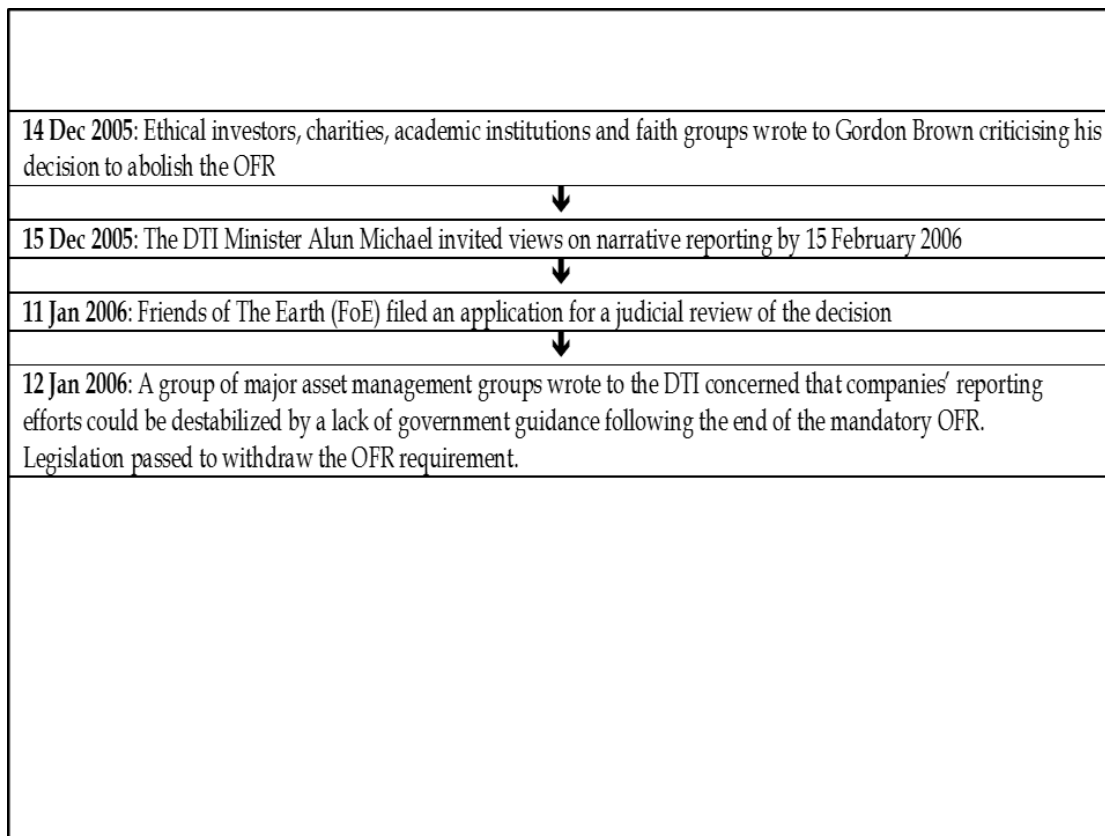 14 Dec 2005: Ethical investors, charities, academic institutions and faith groups wrote to Gordon Brown criticising his
decision to abolish the OFR
15 Dec 2005: The DTI Minister Alun Michael invited views on narrative reporting by 15 February 2006
11 Jan 2006: Friends of The Earth (FoE) filed an application for a judicial review of the decision
12 Jan 2006: A group of major asset management groups wrote to the DTI concerned that companies’ reporting
efforts could be destabilized by a lack of government guidance following the end of the mandatory OFR.
Legislation passed to withdraw the OFR requirement.